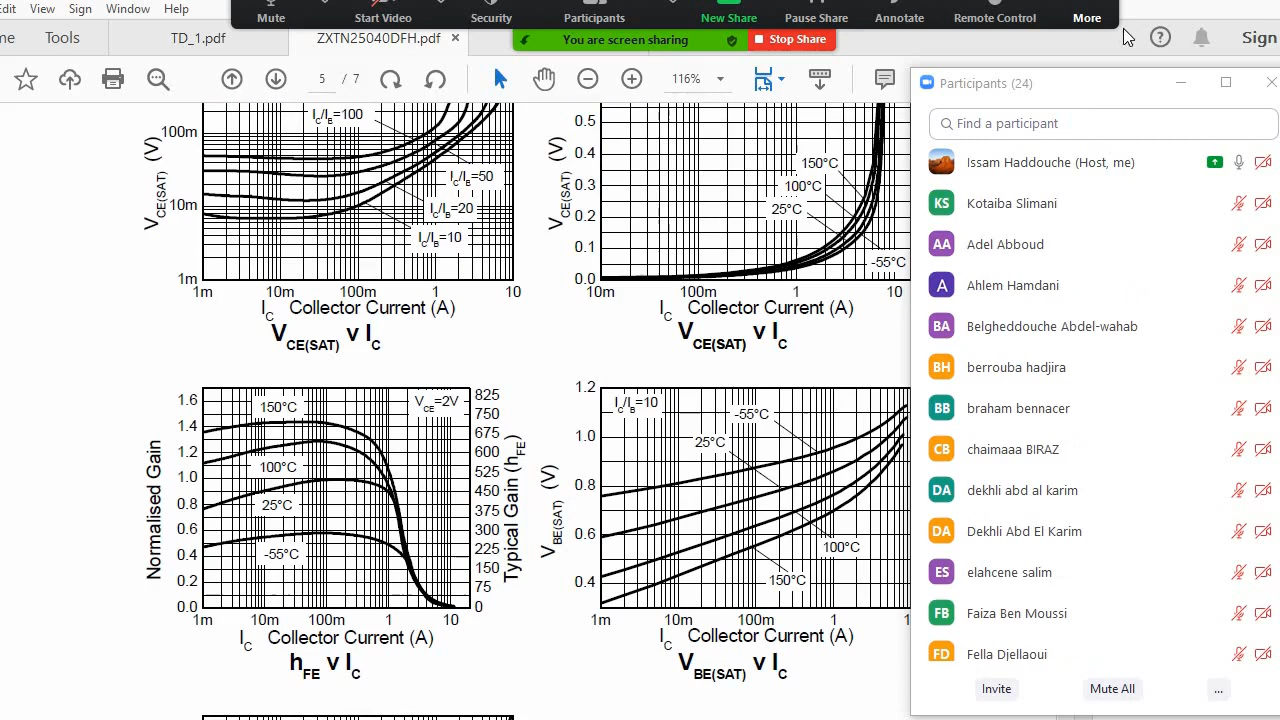 Mute Start Video Security Participants New Share Pause Share Annotate Remote Control More
Edit View Sign Window Help
You are screen sharing Stop Share
Tools TD_1.pdf ZXTN25040DFH.pdf × ? Sign
5 / 7 116%
Participants (24)
Find a participant
Issam Haddouche (Host, me)
KS Kotaiba Slimani
AA Adel Abboud
A Ahlem Hamdani
BA Belgheddouche Abdel-wahab
BH berrouba hadjira
BB braham bennacer
CB chaimaaa BIRAZ
DA dekhli abd al karim
DA Dekhli Abd El Karim
ES elahcene salim
FB Faiza Ben Moussi
FD Fella Djellaoui
Invite Mute All ...
IC/IB=100
100m
IC/IB=50
10m
IC/IB=20
IC/IB=10
1m
VCE(SAT) (V)
1m 10m 100m 1 10
IC Collector Current (A)
VCE(SAT) v IC
0.5
0.4
150°C
0.3
100°C
25°C
0.2
0.1
-55°C
0.0
VCE(SAT) (V)
10m 100m 1 10
IC Collector Current (A)
VCE(SAT) v IC
1.6
1.4
1.2
1.0
0.8
0.6
0.4
0.2
0.0
Normalised Gain
150°C
VCE=2V
100°C
25°C
-55°C
825
750
675
600
525
450
375
300
225
150
75
0
Typical Gain (hFE)
1m 10m 100m 1 10
IC Collector Current (A)
hFE v IC
1.2
1.0
0.8
0.6
0.4
VBE(SAT) (V)
IC/IB=10
-55°C
25°C
100°C
150°C
1m 10m 100m 1
IC Collector Current (A)
VBE(SAT) v IC